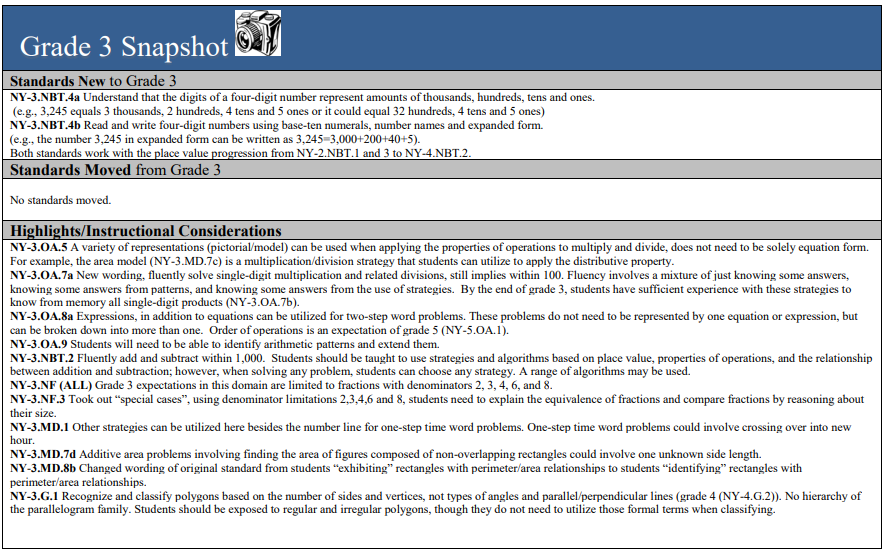 Grade 3 Snapshot
Standards New to Grade 3
NY-3.NBT.4a Understand that the digits of a four-digit number represent amounts of thousands, hundreds, tens and ones.
(e.g., 3,245 equals 3 thousands, 2 hundreds, 4 tens and 5 ones or it could equal 32 hundreds, 4 tens and 5 ones)
NY-3.NBT.4b Read and write four-digit numbers using base-ten numerals, number names and expanded form.
(e.g., the number 3,245 in expanded form can be written as 3,245=3,000+200+40+5).
Both standards work with the place value progression from NY-2.NBT.1 and 3 to NY-4.NBT.2.
Standards Moved from Grade 3
No standards moved.
Highlights/Instructional Considerations
NY-3.OA.5 A variety of representations (pictorial/model) can be used when applying the properties of operations to multiply and divide, does not need to be solely equation form.
For example, the area model (NY-3.MD.7c) is a multiplication/division strategy that students can utilize to apply the distributive property.
NY-3.OA.7a New wording, fluently solve single-digit multiplication and related divisions, still implies within 100. Fluency involves a mixture of just knowing some answers,
knowing some answers from patterns, and knowing some answers from the use of strategies. By the end of grade 3, students have sufficient experience with these strategies to
know from memory all single-digit products (NY-3.OA.7b).
NY-3.OA.8a Expressions, in addition to equations can be utilized for two-step word problems. These problems do not need to be represented by one equation or expression, but
can be broken down into more than one. Order of operations is an expectation of grade 5 (NY-5.OA.1).
NY-3.OA.9 Students will need to be able to identify arithmetic patterns and extend them.
NY-3.NBT.2 Fluently add and subtract within 1,000. Students should be taught to use strategies and algorithms based on place value, properties of operations, and the relationship
between addition and subtraction; however, when solving any problem, students can choose any strategy. A range of algorithms may be used.
NY-3.NF (ALL) Grade 3 expectations in this domain are limited to fractions with denominators 2, 3, 4, 6, and 8.
NY-3.NF.3 Took out “special cases”, using denominator limitations 2,3,4,6 and 8, students need to explain the equivalence of fractions and compare fractions by reasoning about
their size.
NY-3.MD.1 Other strategies can be utilized here besides the number line for one-step time word problems. One-step time word problems could involve crossing over into new
hour.
NY-3.MD.7d Additive area problems involving finding the area of figures composed of non-overlapping rectangles could involve one unknown side length.
NY-3.MD.8b Changed wording of original standard from students “exhibiting” rectangles with perimeter/area relationships to students “identifying” rectangles with
perimeter/area relationships.
NY-3.G.1 Recognize and classify polygons based on the number of sides and vertices, not types of angles and parallel/perpendicular lines (grade 4 (NY-4.G.2)). No hierarchy of
the parallelogram family. Students should be exposed to regular and irregular polygons, though they do not need to utilize those formal terms when classifying.